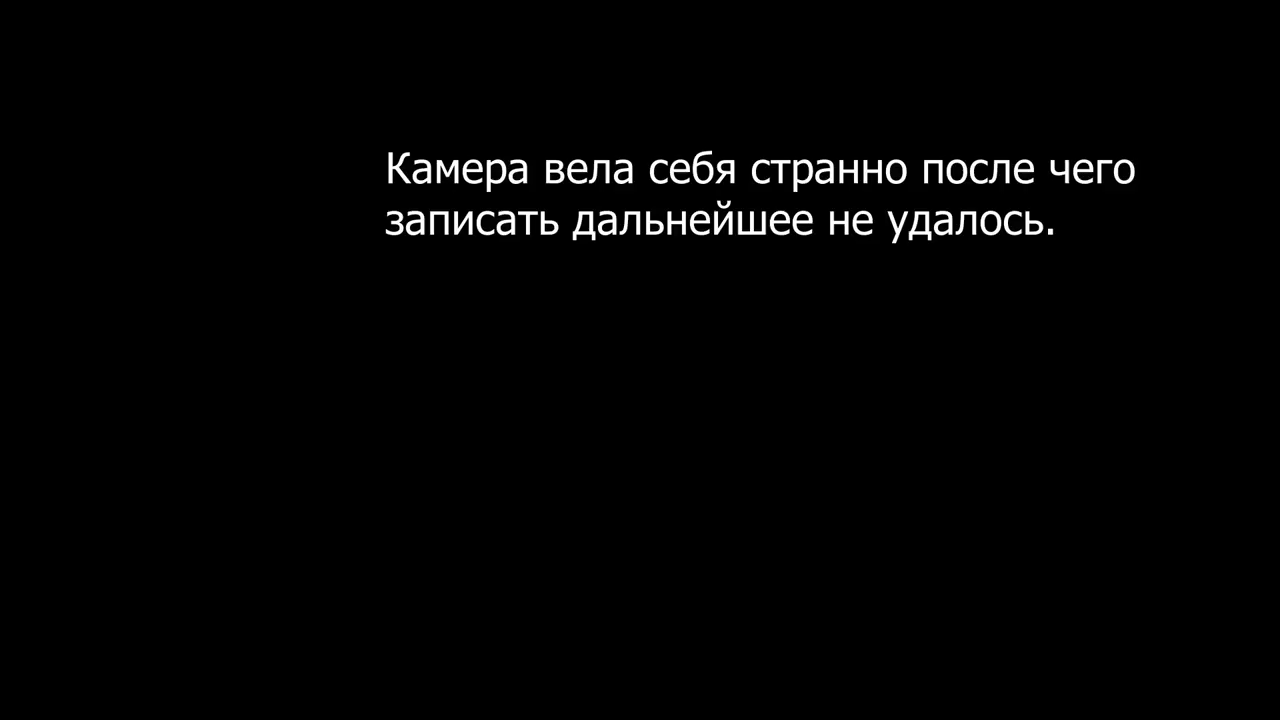 Камера вела себя странно после чего
записать дальнейшее не удалось.